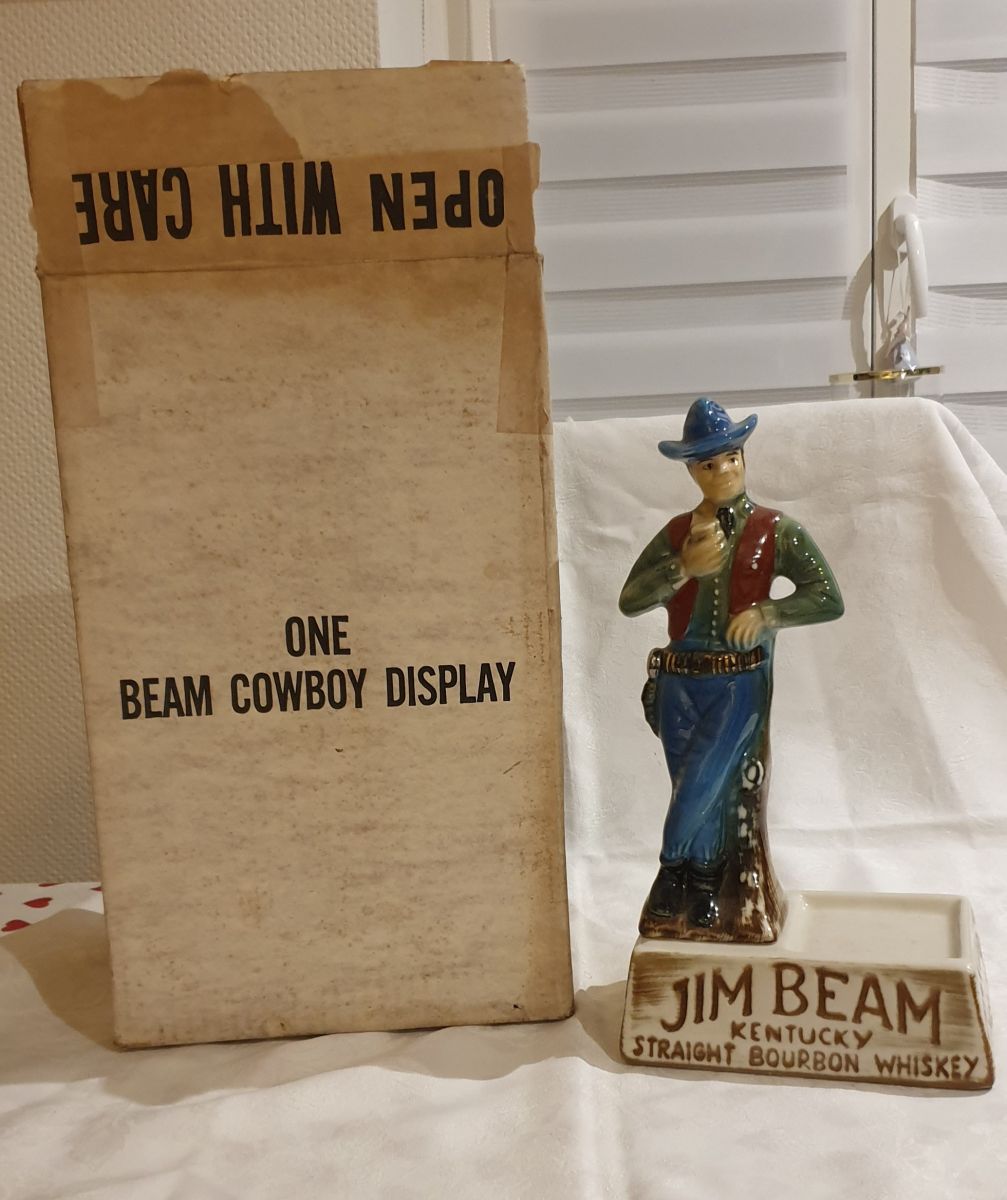 OPEN WITH CARE
ONE
BEAM COWBOY DISPLAY
JIM BEAM
KENTUCKY
STRAIGHT BOURBON WHISKEY